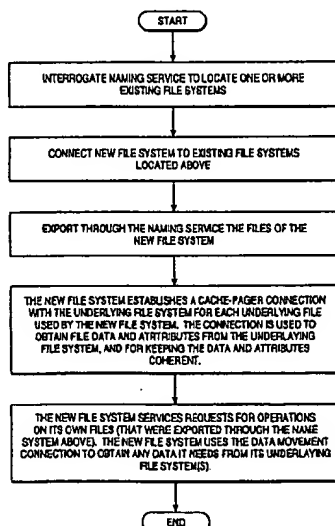 START
INTERROGATE NAMING SERVICE TO LOCATE ONE OR MORE
EXISTING FILE SYSTEMS
CONNECT NEW FILE SYSTEM TO EXISTING FILE SYSTEMS
LOCATED ABOVE
EXPORT THROUGH THE NAMING SERVICE THE FILES OF THE
NEW FILE SYSTEM
THE NEW FILE SYSTEM ESTABLISHES A CACHE-PAGER CONNECTION
WITH THE UNDERLYING FILE SYSTEM FOR EACH UNDERLYING FILE
USED BY THE NEW FILE SYSTEM. THE CONNECTION IS USED TO
OBTAIN FILE DATA AND ATRTRIBUTES FROM THE UNDERLAYING
FILE SYSTEM, AND FOR KEEPING THE DATA AND ATTRIBUTES
COHERENT.
THE NEW FILE SYSTEM SERVICES REQUESTS FOR OPERATIONS
ON ITS OWN FILES (THAT WERE EXPORTED THROUGH THE NAME
SYSTEM ABOVE). THE NEW FILE SYSTEM USES THE DATA MOVEMENT
CONNECTION TO OBTAIN ANY DATA IT NEEDS FROM ITS UNDERLYING
FILE SYSTEM(S).
END